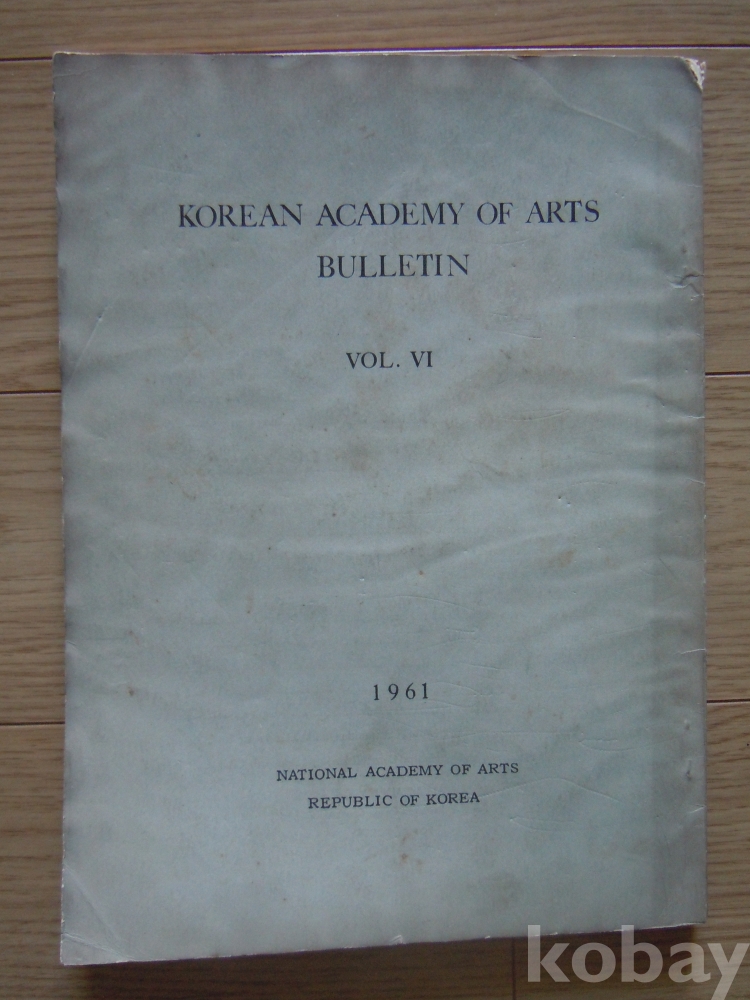 KOREAN ACADEMY OF ARTS
BULLETIN
VOL. VI
1961
NATIONAL ACADEMY OF ARTS
REPUBLIC OF KOREA
kobay